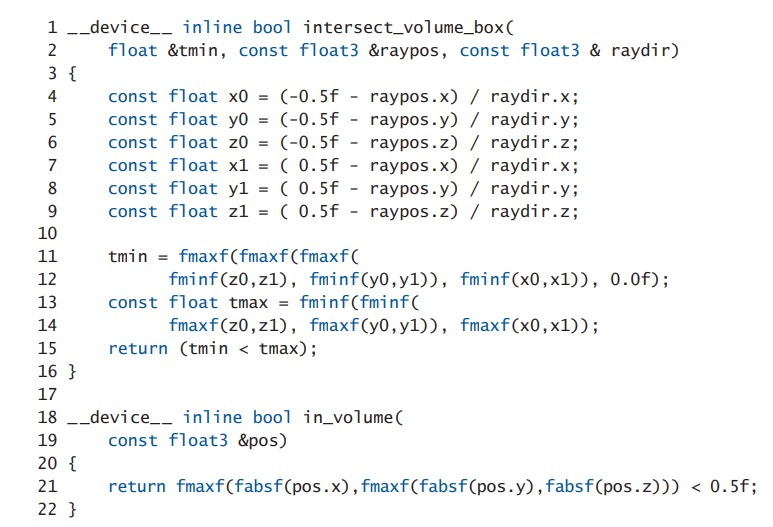 1 __device__ inline bool intersect_volume_box(
2     float &tmin, const float3 &raypos, const float3 & raydir)
3 {
4     const float x0 = (-0.5f - raypos.x) / raydir.x;
5     const float y0 = (-0.5f - raypos.y) / raydir.y;
6     const float z0 = (-0.5f - raypos.z) / raydir.z;
7     const float x1 = ( 0.5f - raypos.x) / raydir.x;
8     const float y1 = ( 0.5f - raypos.y) / raydir.y;
9     const float z1 = ( 0.5f - raypos.z) / raydir.z;
10
11     tmin = fmaxf(fmaxf(fmaxf(
12           fminf(z0,z1), fminf(y0,y1)), fminf(x0,x1)), 0.0f);
13     const float tmax = fminf(fminf(
14           fmaxf(z0,z1), fmaxf(y0,y1)), fmaxf(x0,x1));
15     return (tmin < tmax);
16 }
17
18 __device__ inline bool in_volume(
19     const float3 &pos)
20 {
21     return fmaxf(fabsf(pos.x),fmaxf(fabsf(pos.y),fabsf(pos.z))) < 0.5f;
22 }